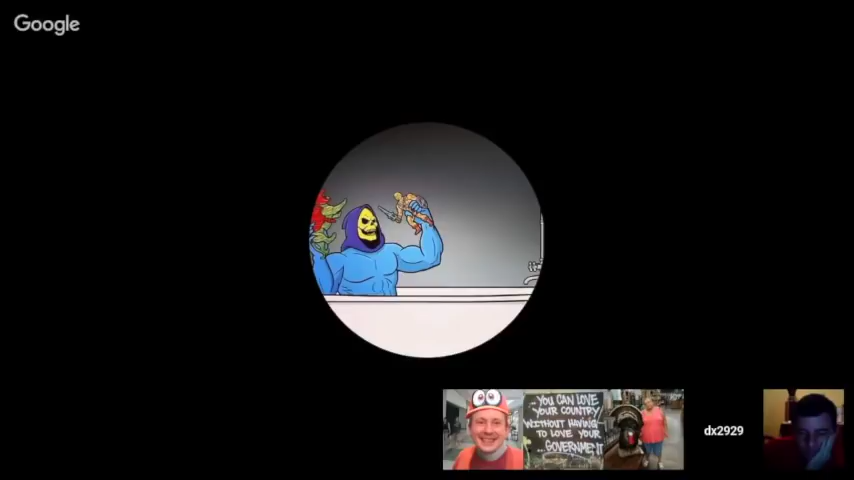 Google
...YOU CAN LOVE
YOUR COUNTRY
WITHOUT HAVING
TO LOVE YOUR
...GOVERNMENT
dx2929